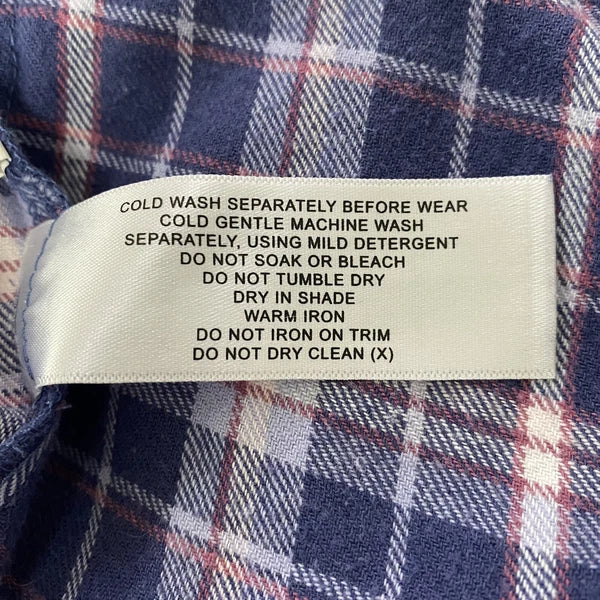 COLD WASH SEPARATELY BEFORE WEAR
COLD GENTLE MACHINE WASH
SEPARATELY, USING MILD DETERGENT
DO NOT SOAK OR BLEACH
DO NOT TUMBLE DRY
DRY IN SHADE
WARM IRON
DO NOT IRON ON TRIM
DO NOT DRY CLEAN (X)